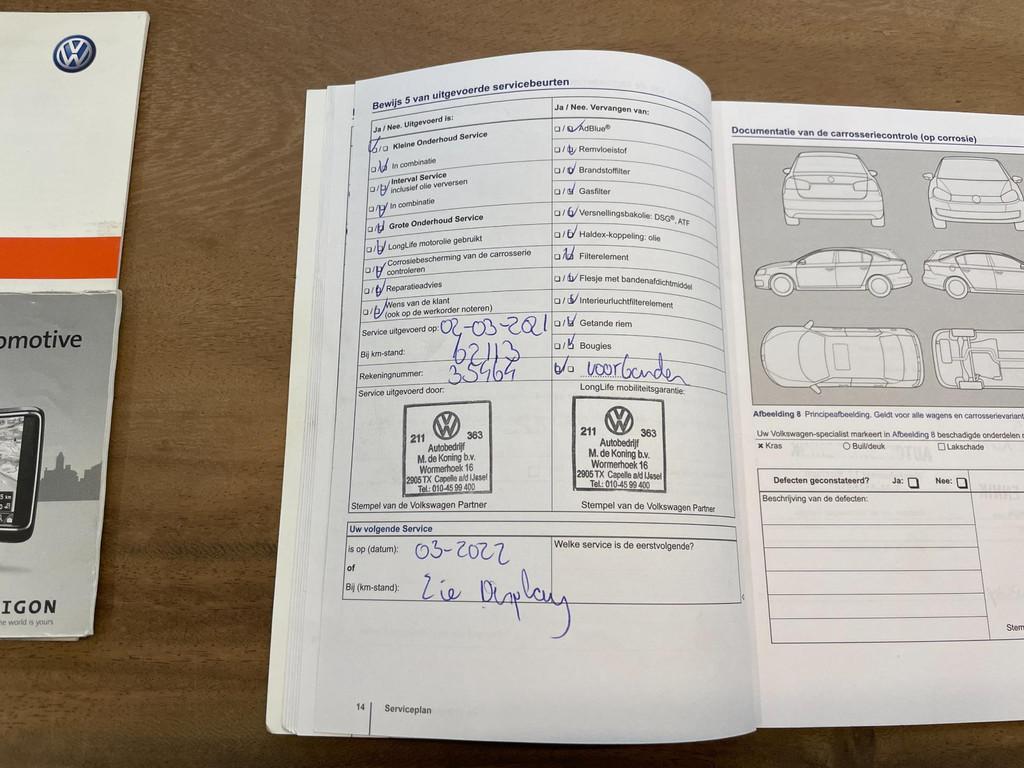 omotive
IGON
he world is yours
Bewijs 5 van uitgevoerde servicebeurten
Ja / Nee. Uitgevoerd is:
Kleine Onderhoud Service
In combinatie
Interval Service
inclusief olie verversen
In combinatie
Grote Onderhoud Service
LongLife motorolie gebruikt
Corrosiebescherming van de carrosserie
controleren
Reparatieadvies
Wens van de klant
(ook op de werkorder noteren)
Ja / Nee. Vervangen van:
AdBlue®
Remvloeistof
Brandstoffilter
Gasfilter
Versnellingsbakolie: DSG®, ATF
Haldex-koppeling: olie
Filterelement
Flesje met bandenafdichtmiddel
Interieurluchtfilterelement
Getande riem
Bougies
voorbanden
Service uitgevoerd op: 02-03-2021
Bij km-stand: 62113
Rekeningnummer: 35464
Service uitgevoerd door:
211 363
Autobedrijf
M. de Koning b.v.
Wormerhoek 16
2905 TX Capelle a/d IJssel
Tel.: 010-45 99 400
Stempel van de Volkswagen Partner
LongLife mobiliteitsgarantie:
211 363
Autobedrijf
M. de Koning b.v.
Wormerhoek 16
2905 TX Capelle a/d IJssel
Tel.: 010-45 99 400
Stempel van de Volkswagen Partner
Uw volgende Service
is op (datum): 03-2022
of
Bij (km-stand): Zie Display
Welke service is de eerstvolgende?
14 Serviceplan
Documentatie van de carrosseriecontrole (op corrosie)
Afbeelding 8 Principeafbeelding. Geldt voor alle wagens en carrosserievariant
Uw Volkswagen-specialist markeert in Afbeelding 8 beschadigde onderdelen
Kras Buil/deuk Lakschade
Defecten geconstateerd? Ja: Nee:
Beschrijving van de defecten:
Stem